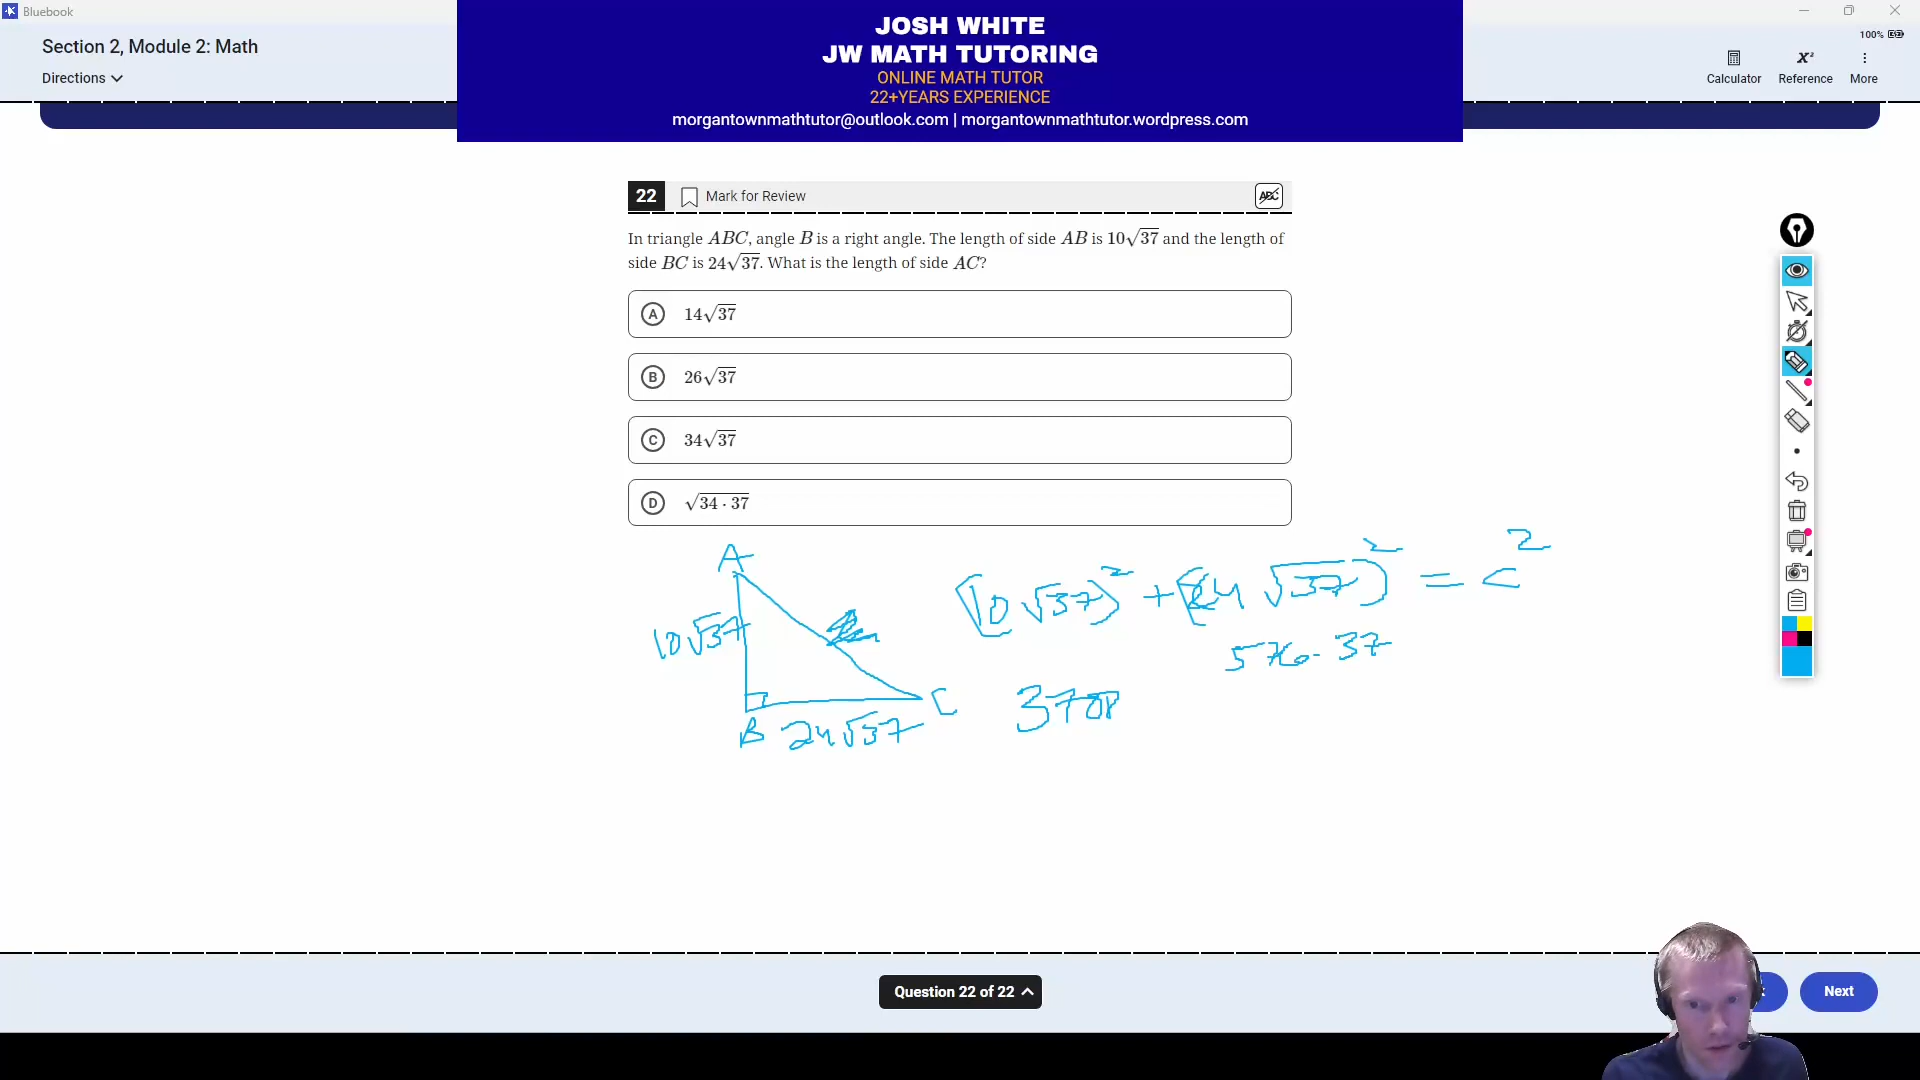 Bluebook
Section 2, Module 2: Math
Directions
JOSH WHITE
JW MATH TUTORING
ONLINE MATH TUTOR
22+YEARS EXPERIENCE
morgantownmathtutor@outlook.com | morgantownmathtutor.wordpress.com
100%
Calculator
Reference
More
22 Mark for Review ABC
In triangle ABC, angle B is a right angle. The length of side AB is 10√37 and the length of
side BC is 24√37. What is the length of side AC?
A 14√37
B 26√37
C 34√37
D √34 · 37
A
10√37
B 24√37
C
(10√37)² + (24√37)² = c²
576 · 37
Question 22 of 22
Next